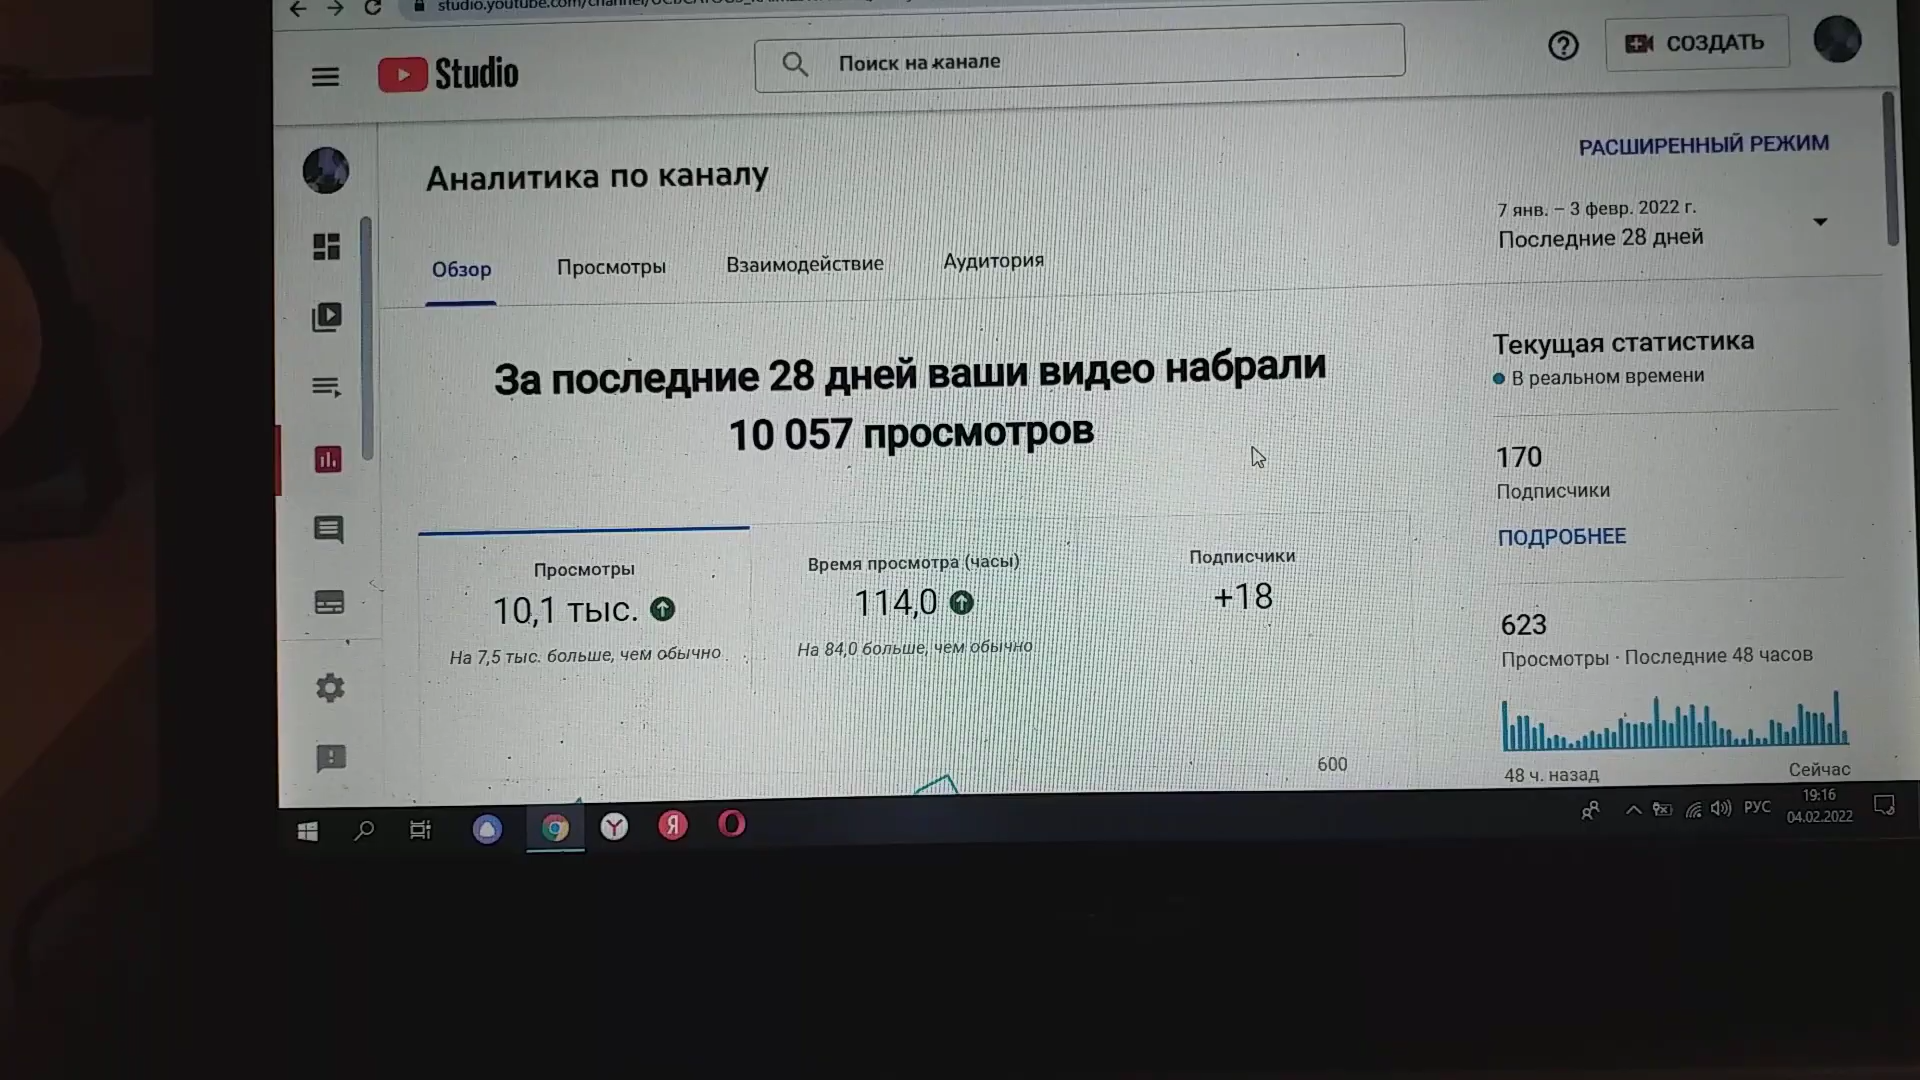 Studio
Поиск на канале
СОЗДАТЬ
Аналитика по каналу
РАСШИРЕННЫЙ РЕЖИМ
7 янв. – 3 февр. 2022 г.
Последние 28 дней
Обзор
Просмотры
Взаимодействие
Аудитория
За последние 28 дней ваши видео набрали
10 057 просмотров
Просмотры
10,1 тыс.
На 7,5 тыс. больше, чем обычно
Время просмотра (часы)
114,0
На 84,0 больше, чем обычно
Подписчики
+18
600
Текущая статистика
В реальном времени
170
Подписчики
ПОДРОБНЕЕ
623
Просмотры · Последние 48 часов
48 ч. назад
Сейчас
РУС
19:16
04.02.2022